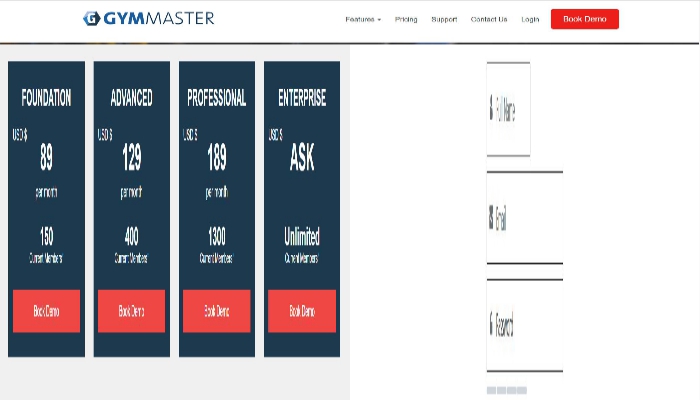 GYMMASTER
Features Pricing Support Contact Us Login Book Demo
FOUNDATION
USD $
89
per month
150
Current Members*
Book Demo
ADVANCED
USD $
129
per month
400
Current Members*
Book Demo
PROFESSIONAL
USD $
189
per month
1300
Current Members*
Book Demo
ENTERPRISE
USD $
ASK
Unlimited
Current Members*
Book Demo
Full Name
Email
Password